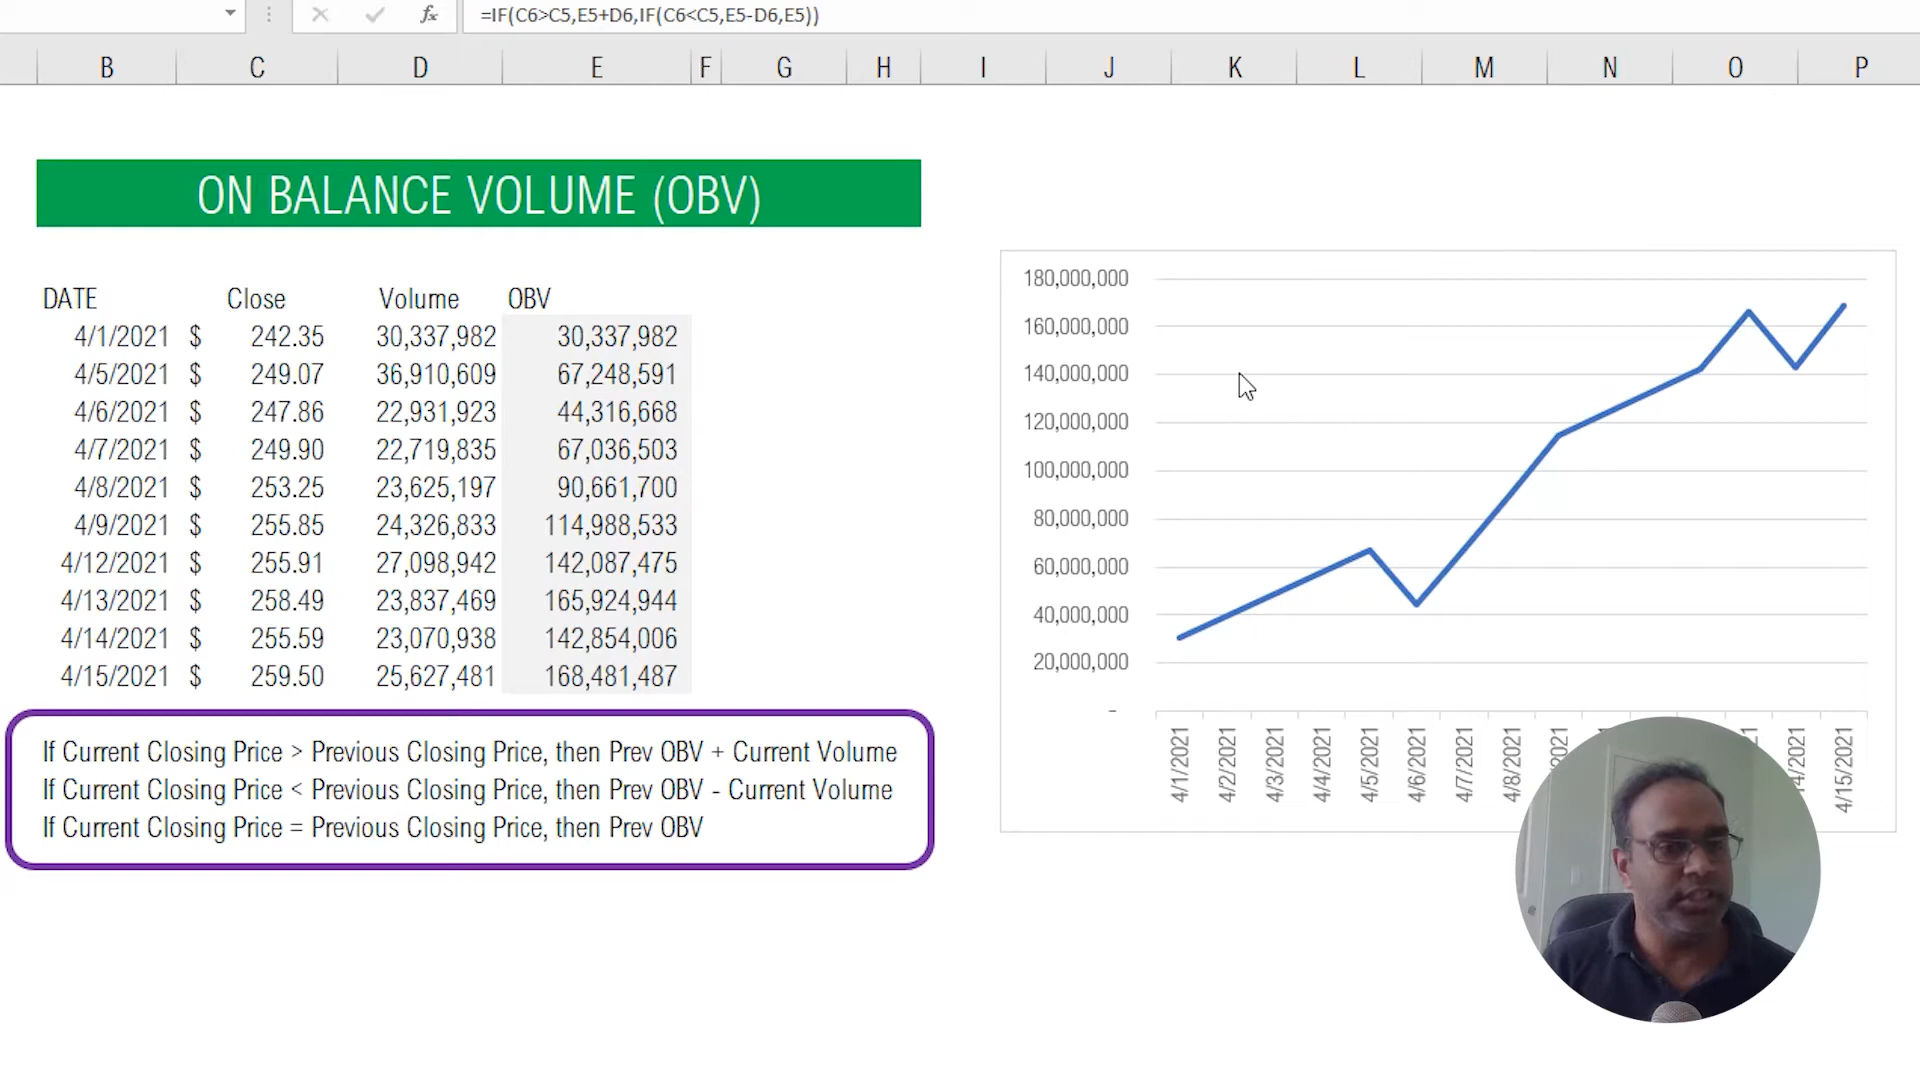 =IF(C6>C5,E5+D6,IF(C6<C5,E5-D6,E5))
B C D E F G H I J K L M N O P
ON BALANCE VOLUME (OBV)
DATE Close Volume OBV
4/1/2021 $ 242.35 30,337,982 30,337,982
4/5/2021 $ 249.07 36,910,609 67,248,591
4/6/2021 $ 247.86 22,931,923 44,316,668
4/7/2021 $ 249.90 22,719,835 67,036,503
4/8/2021 $ 253.25 23,625,197 90,661,700
4/9/2021 $ 255.85 24,326,833 114,988,533
4/12/2021 $ 255.91 27,098,942 142,087,475
4/13/2021 $ 258.49 23,837,469 165,924,944
4/14/2021 $ 255.59 23,070,938 142,854,006
4/15/2021 $ 259.50 25,627,481 168,481,487
If Current Closing Price > Previous Closing Price, then Prev OBV + Current Volume
If Current Closing Price < Previous Closing Price, then Prev OBV - Current Volume
If Current Closing Price = Previous Closing Price, then Prev OBV
180,000,000
160,000,000
140,000,000
120,000,000
100,000,000
80,000,000
60,000,000
40,000,000
20,000,000
-
4/1/2021
4/2/2021
4/3/2021
4/4/2021
4/5/2021
4/6/2021
4/7/2021
4/8/2021
4/15/2021